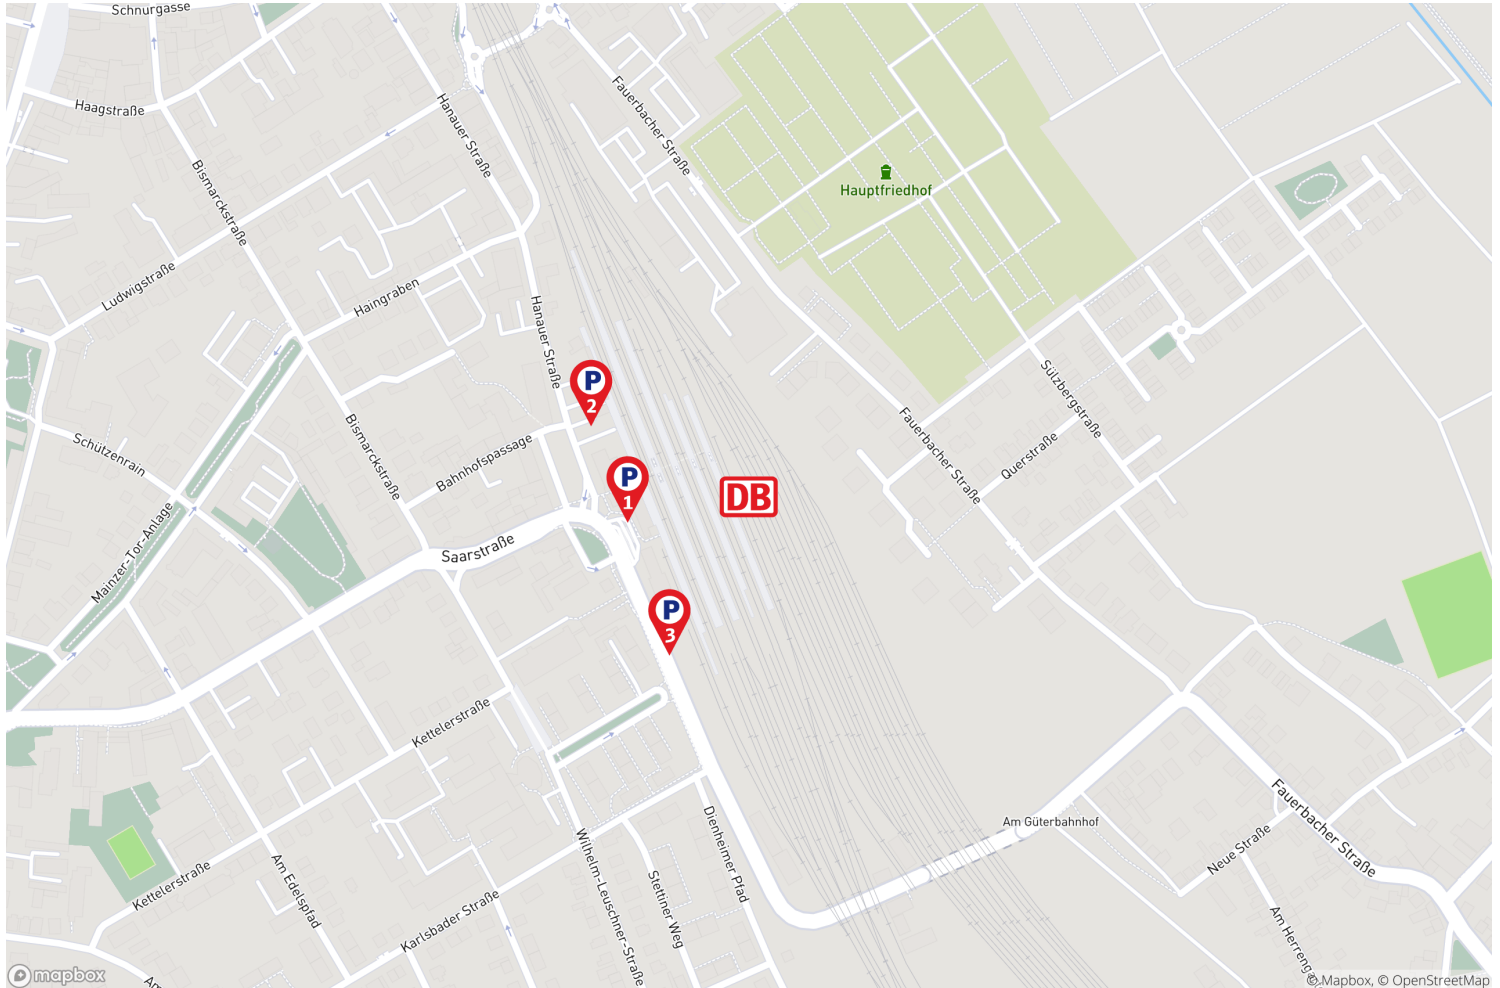 Schnurgasse
Haagstraße
Hanauer Straße
Fauerbacher Straße
Hauptfriedhof
Bismarckstraße
Ludwigstraße
Haingraben
Hanauer Straße
P
2
Sülzbergstraße
Schützenrain
Bismarckstraße
Bahnhofspassage
Fauerbacher Straße
Querstraße
P
1
DB
Mainzer-Tor-Anlage
Saarstraße
P
3
Kettelerstraße
Am Güterbahnhof
Fauerbacher Straße
Neue Straße
Dienheimer Pfad
Wilhelm-Leuschner-Straße
Stettiner Weg
Kettelerstraße
Am Edelspfad
Karlsbader Straße
Am Herrenga
Am
mapbox
© Mapbox, © OpenStreetMap